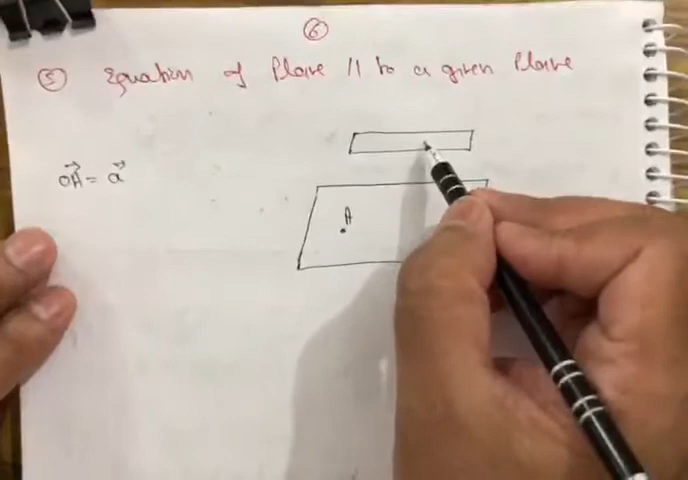 6
5 Equation of Plane // to a given Plane
OA = a
A